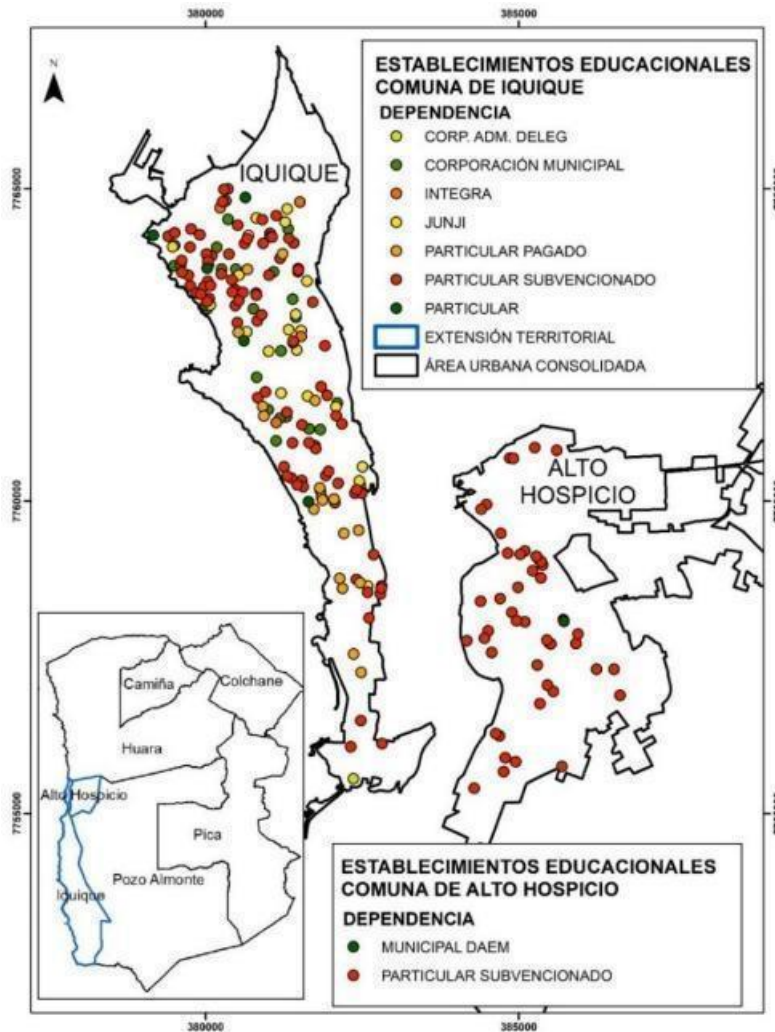 380000 385000
N
ESTABLECIMIENTOS EDUCACIONALES
COMUNA DE IQUIQUE
DEPENDENCIA
CORP. ADM. DELEG
CORPORACIÓN MUNICIPAL
INTEGRA
JUNJI
PARTICULAR PAGADO
PARTICULAR SUBVENCIONADO
PARTICULAR
EXTENSIÓN TERRITORIAL
ÁREA URBANA CONSOLIDADA
IQUIQUE
7765000
ALTO
HOSPICIO
7760000
Camiña
Colchane
Huara
Alto Hospicio
Pica
Pozo Almonte
Iquique
7755000
ESTABLECIMIENTOS EDUCACIONALES
COMUNA DE ALTO HOSPICIO
DEPENDENCIA
MUNICIPAL DAEM
PARTICULAR SUBVENCIONADO
380000 385000